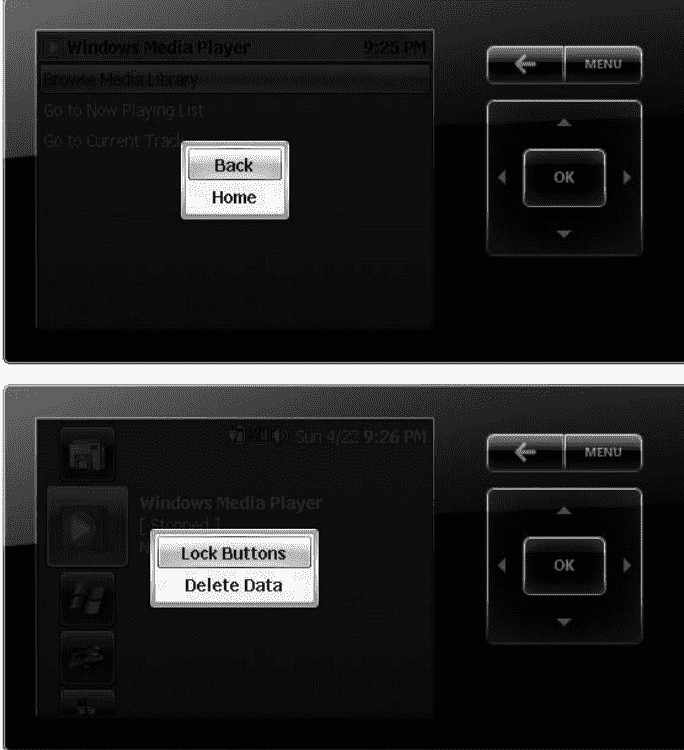 Windows Media Player 9:25 PM
Browse Media Library
Go to Now Playing List
Go to Current Track
Back
Home
MENU
OK
Sun 4/22 9:26 PM
Windows Media Player
[ Stopped ]
Lock Buttons
Delete Data
MENU
OK